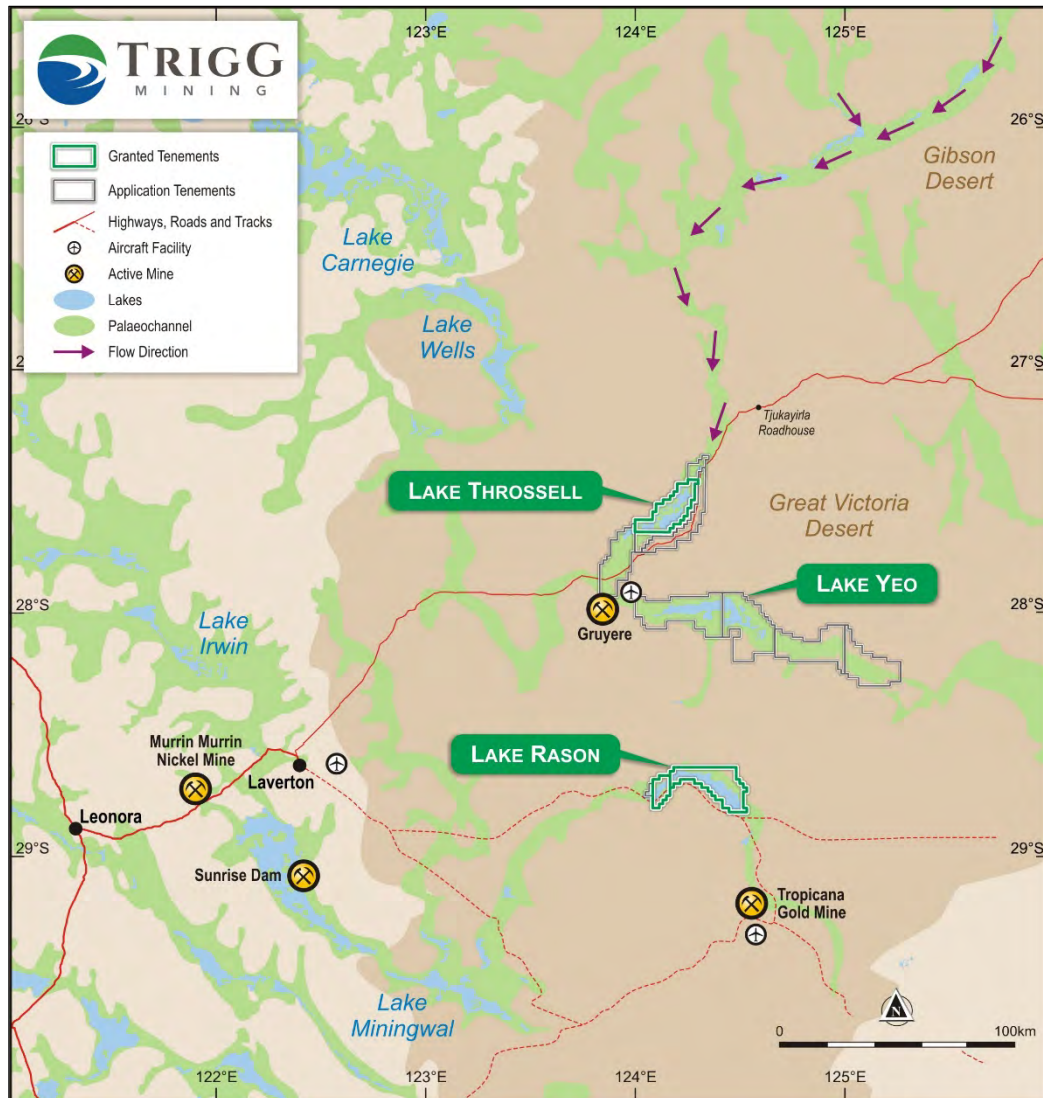 TRIGG
MINING
123°E
124°E
125°E
26°S
26°S
Granted Tenements
Application Tenements
Highways, Roads and Tracks
Aircraft Facility
Active Mine
Lakes
Palaeochannel
Flow Direction
Gibson
Desert
Lake
Carnegie
Lake
Wells
27°S
27°S
Tjukayirla
Roadhouse
LAKE THROSSELL
Great Victoria
Desert
LAKE YEO
28°S
28°S
Gruyere
Lake
Irwin
Murrin Murrin
Nickel Mine
Laverton
LAKE RASON
Leonora
29°S
29°S
Sunrise Dam
Tropicana
Gold Mine
Lake
Miningwal
N
0
100km
122°E
123°E
124°E
125°E